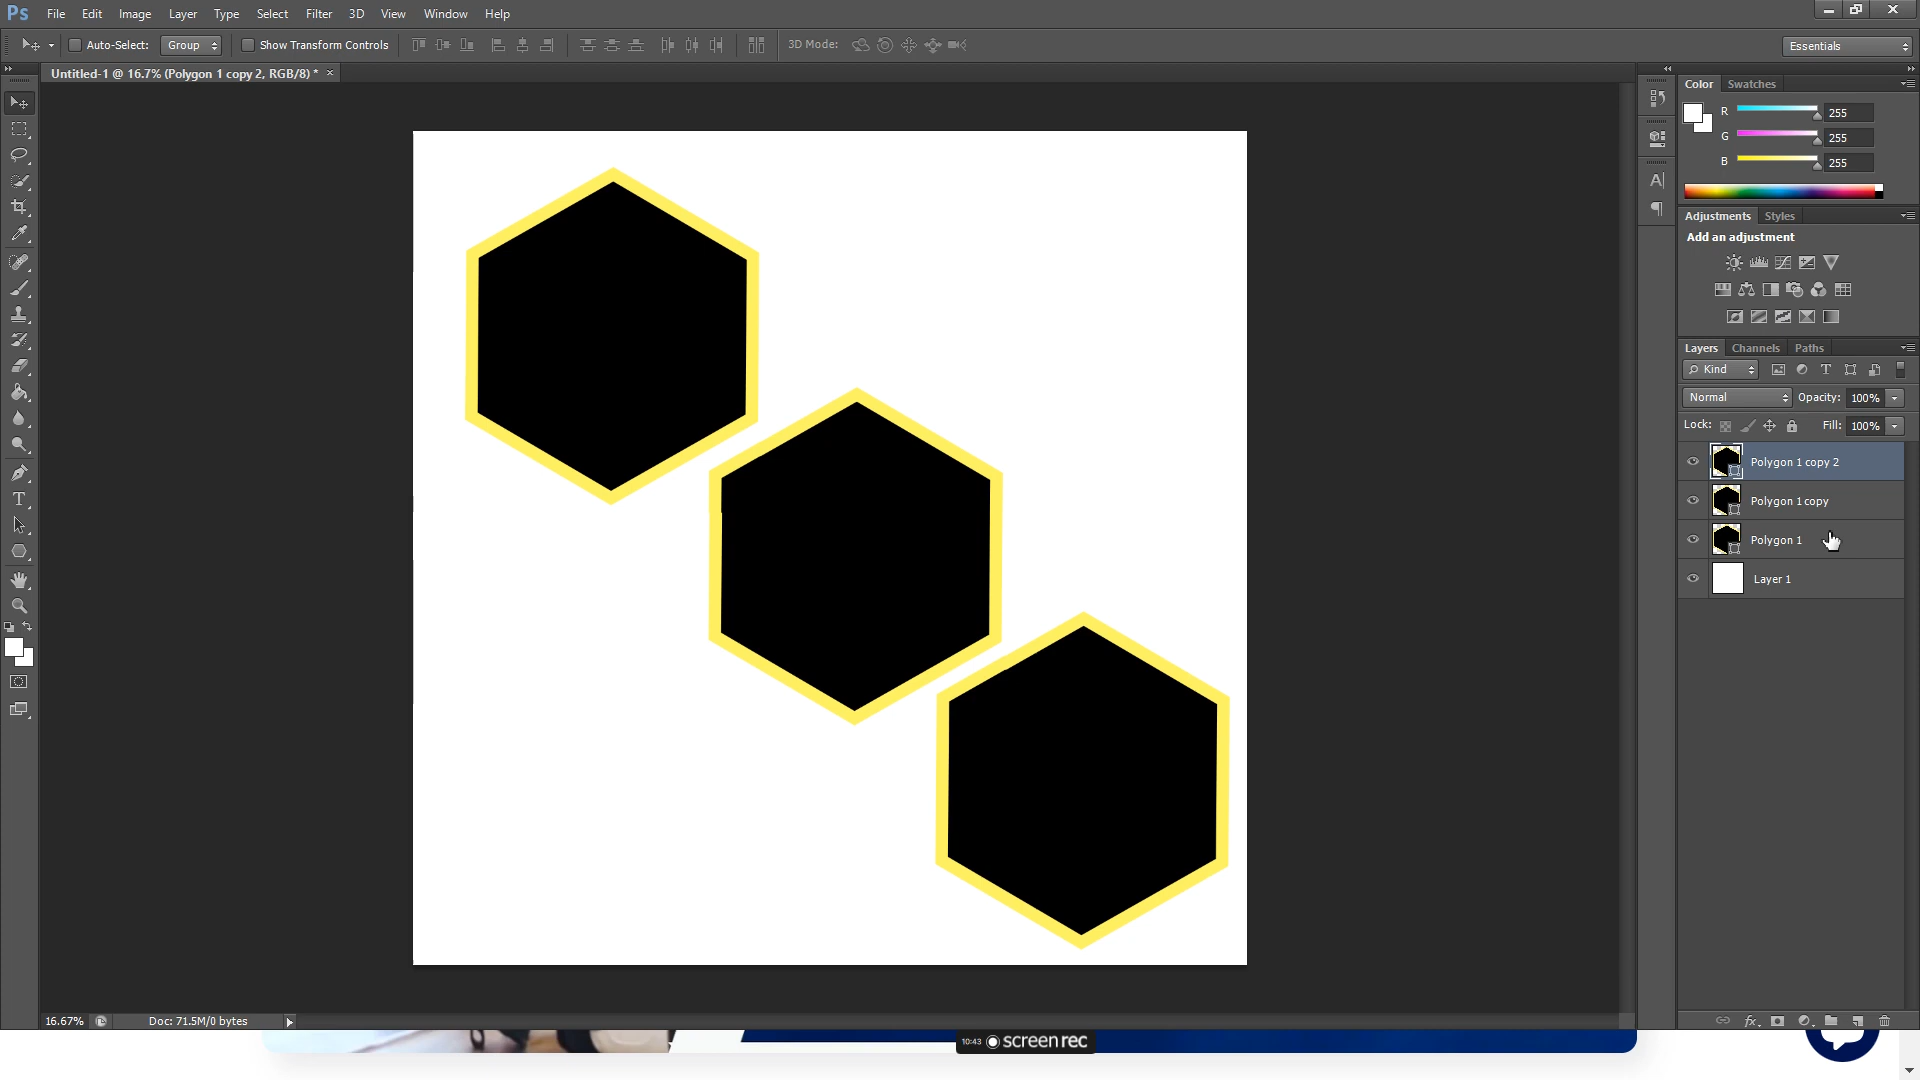 Ps File Edit Image Layer Type Select Filter 3D View Window Help
Auto-Select: Group Show Transform Controls 3D Mode: Essentials
Untitled-1 @ 16.7% (Polygon 1 copy 2, RGB/8) * ×
Color Swatches
R 255
G 255
B 255
Adjustments Styles
Add an adjustment
Layers Channels Paths
Kind
Normal Opacity: 100%
Lock: Fill: 100%
Polygon 1 copy 2
Polygon 1 copy
Polygon 1
Layer 1
16.67% Doc: 71.5M/0 bytes
10:43 screenrec